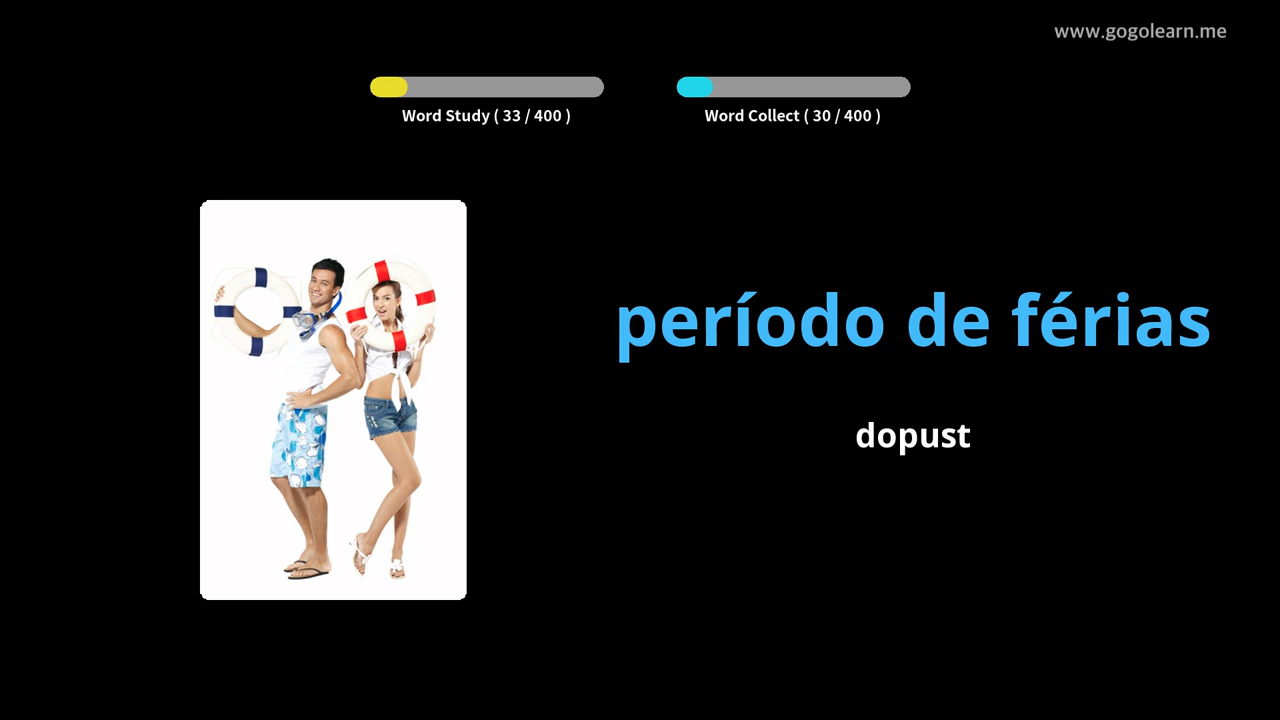 www.gogolearn.me
Word Study ( 33 / 400 )
Word Collect ( 30 / 400 )
período de férias
dopust